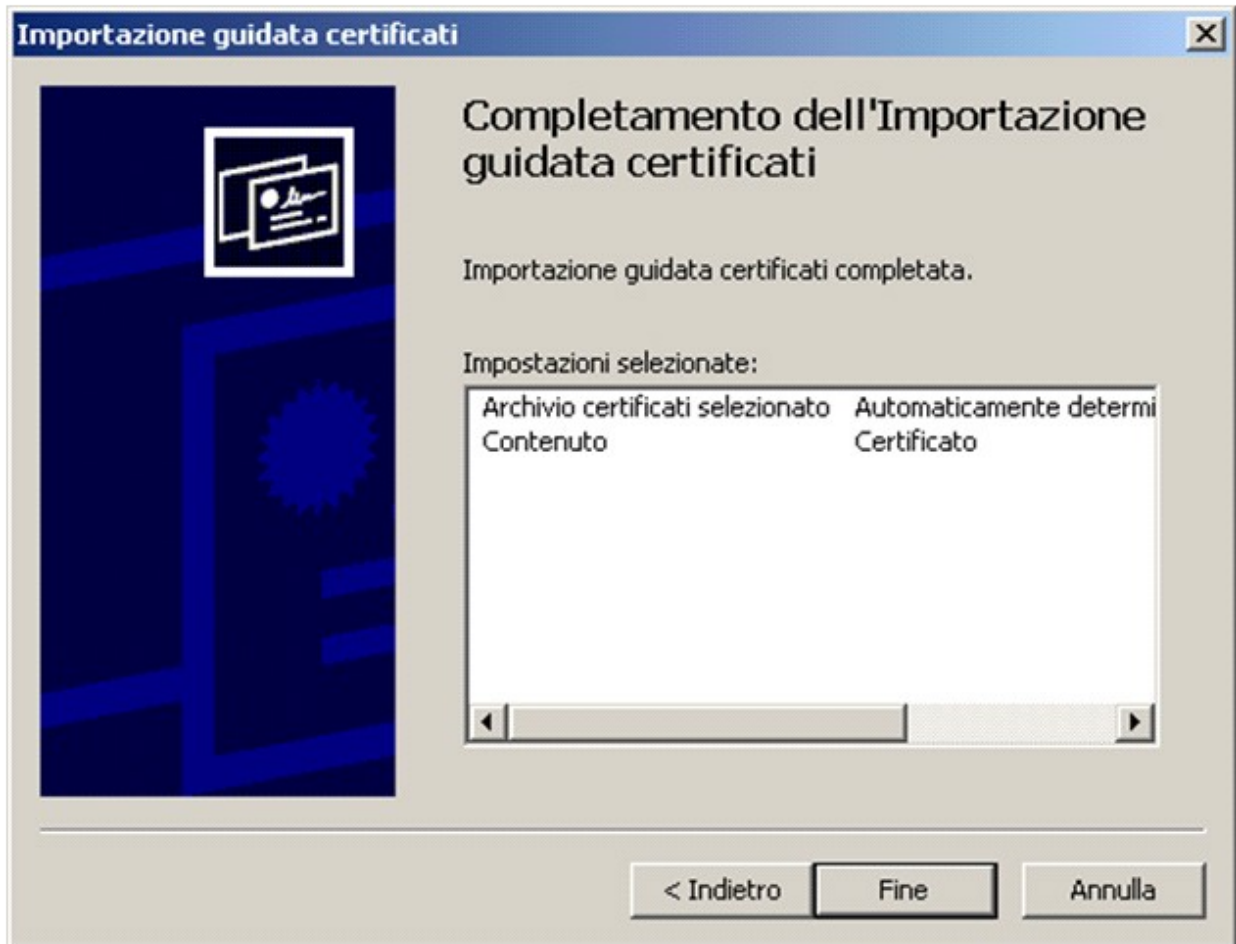 Importazione guidata certificati
Completamento dell'Importazione
guidata certificati
Importazione guidata certificati completata.
Impostazioni selezionate:
Archivio certificati selezionato Automaticamente determi
Contenuto Certificato
< Indietro Fine Annulla